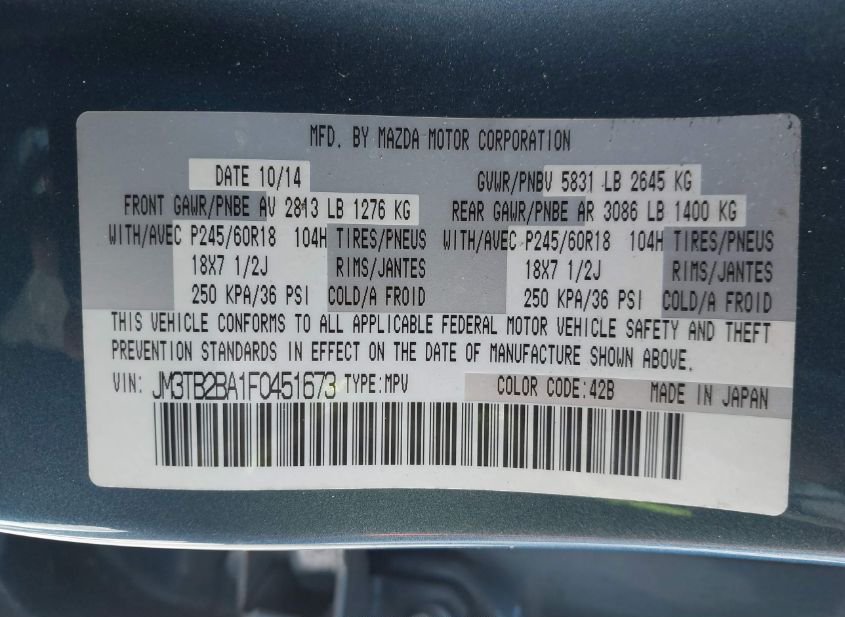 MFD. BY MAZDA MOTOR CORPORATION
DATE 10/14 GVWR/PNBV 5831 LB 2645 KG
FRONT GAWR/PNBE AV 2813 LB 1276 KG REAR GAWR/PNBE AR 3086 LB 1400 KG
WITH/AVEC P245/60R18 104H TIRES/PNEUS WITH/AVEC P245/60R18 104H TIRES/PNEUS
18X7 1/2J RIMS/JANTES 18X7 1/2J RIMS/JANTES
250 KPA/36 PSI COLD/A FROID 250 KPA/36 PSI COLD/A FROID
THIS VEHICLE CONFORMS TO ALL APPLICABLE FEDERAL MOTOR VEHICLE SAFETY AND THEFT
PREVENTION STANDARDS IN EFFECT ON THE DATE OF MANUFACTURE SHOWN ABOVE.
VIN: JM3TB2BA1F0451673 TYPE:MPV COLOR CODE:42B MADE IN JAPAN